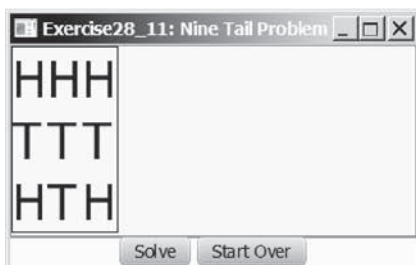 Exercise28_11: Nine Tail Problem
HHH
TTT
HTH
Solve Start Over